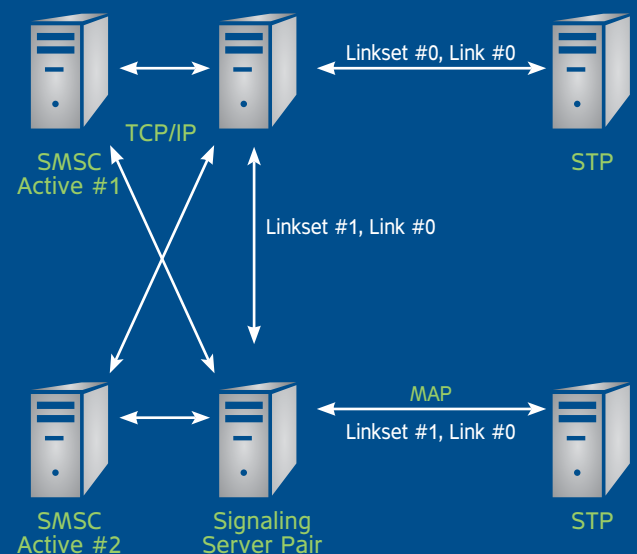 Linkset #0, Link #0
TCP/IP
SMSC
Active #1
STP
Linkset #1, Link #0
MAP
Linkset #1, Link #0
SMSC
Active #2
Signaling
Server Pair
STP